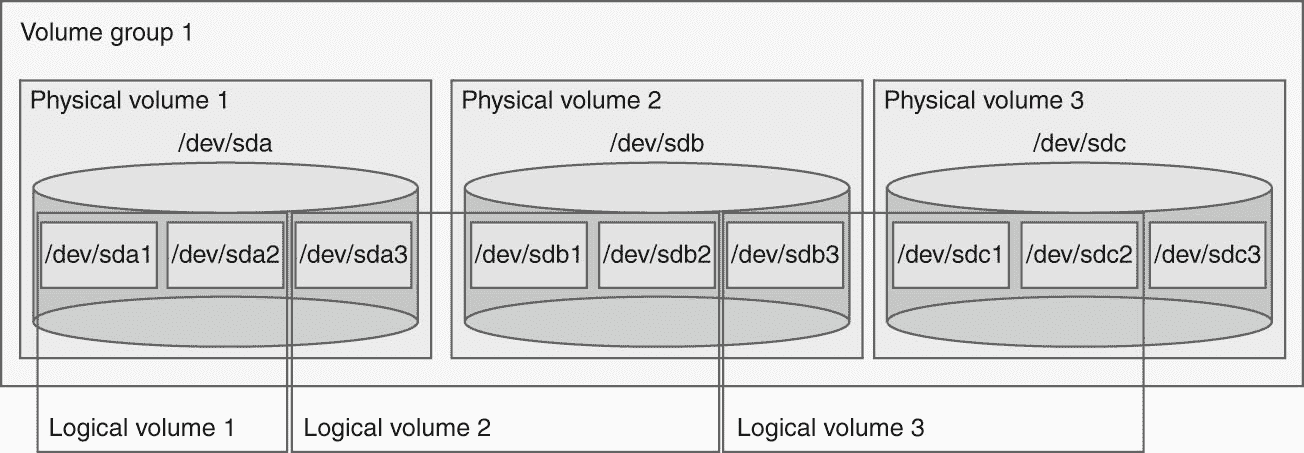 Volume group 1
Physical volume 1
Physical volume 2
Physical volume 3
/dev/sda
/dev/sdb
/dev/sdc
/dev/sda1
/dev/sda2
/dev/sda3
/dev/sdb1
/dev/sdb2
/dev/sdb3
/dev/sdc1
/dev/sdc2
/dev/sdc3
Logical volume 1
Logical volume 2
Logical volume 3